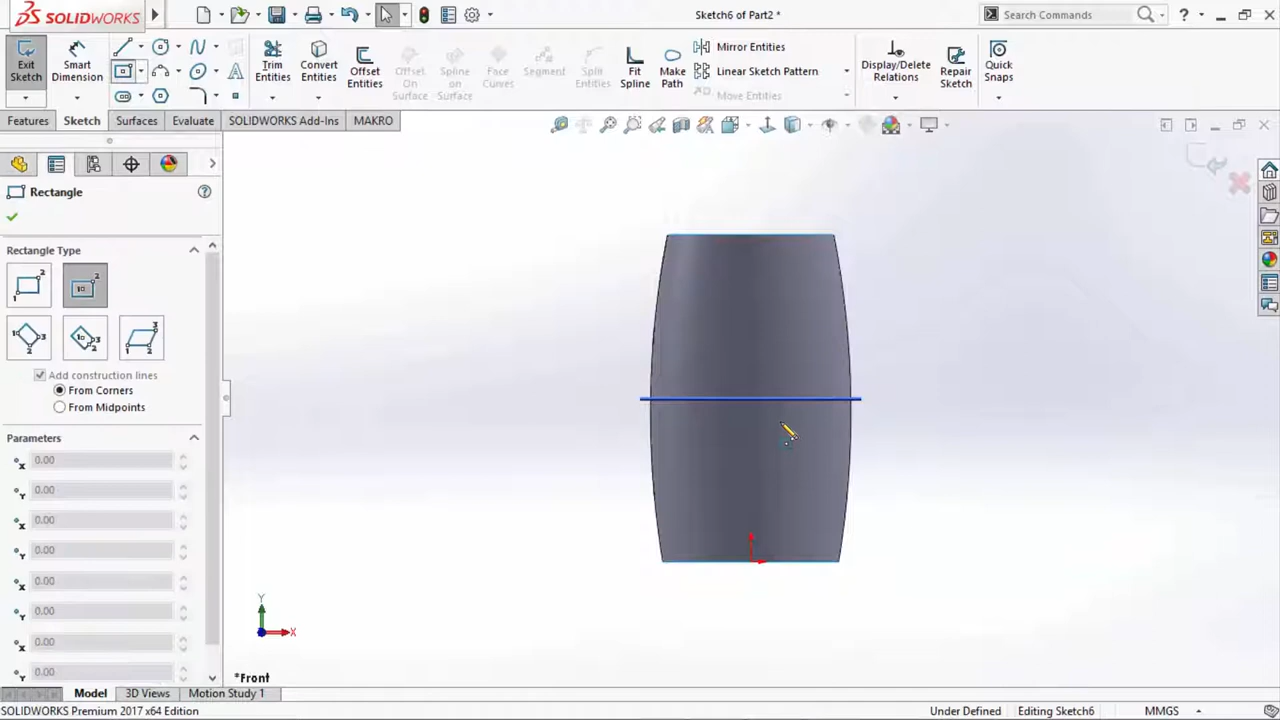 SOLIDWORKS
Sketch6 of Part2 *
Search Commands
Exit
Sketch
Smart
Dimension
Trim
Entities
Convert
Entities
Offset
Entities
Offset
On
Surface
Spline
on
Surface
Face
Curves
Segment
Split
Entities
Fit
Spline
Make
Path
Mirror Entities
Linear Sketch Pattern
Move Entities
Display/Delete
Relations
Repair
Sketch
Quick
Snaps
Features
Sketch
Surfaces
Evaluate
SOLIDWORKS Add-Ins
MAKRO
Rectangle
Rectangle Type
Add construction lines
From Corners
From Midpoints
Parameters
0.00
0.00
0.00
0.00
0.00
0.00
0.00
0.00
Y
X
*Front
Model
3D Views
Motion Study 1
SOLIDWORKS Premium 2017 x64 Edition
Under Defined
Editing Sketch6
MMGS